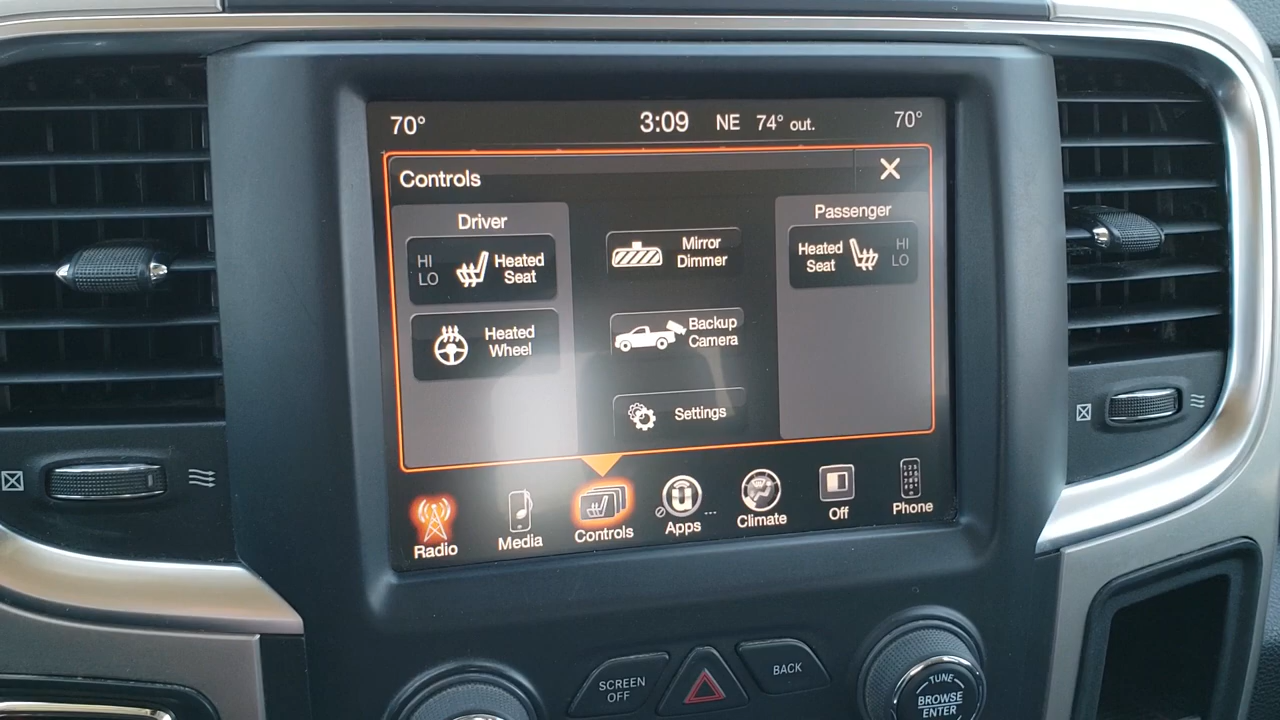 70° 3:09 NE 74° out. 70°
Controls
Driver
HI
LO
Heated
Seat
Heated
Wheel
Mirror
Dimmer
Backup
Camera
Settings
Passenger
Heated
Seat
HI
LO
Radio
Media
Controls
Apps
Climate
Off
Phone
SCREEN
OFF
BACK
TUNE
BROWSE
ENTER